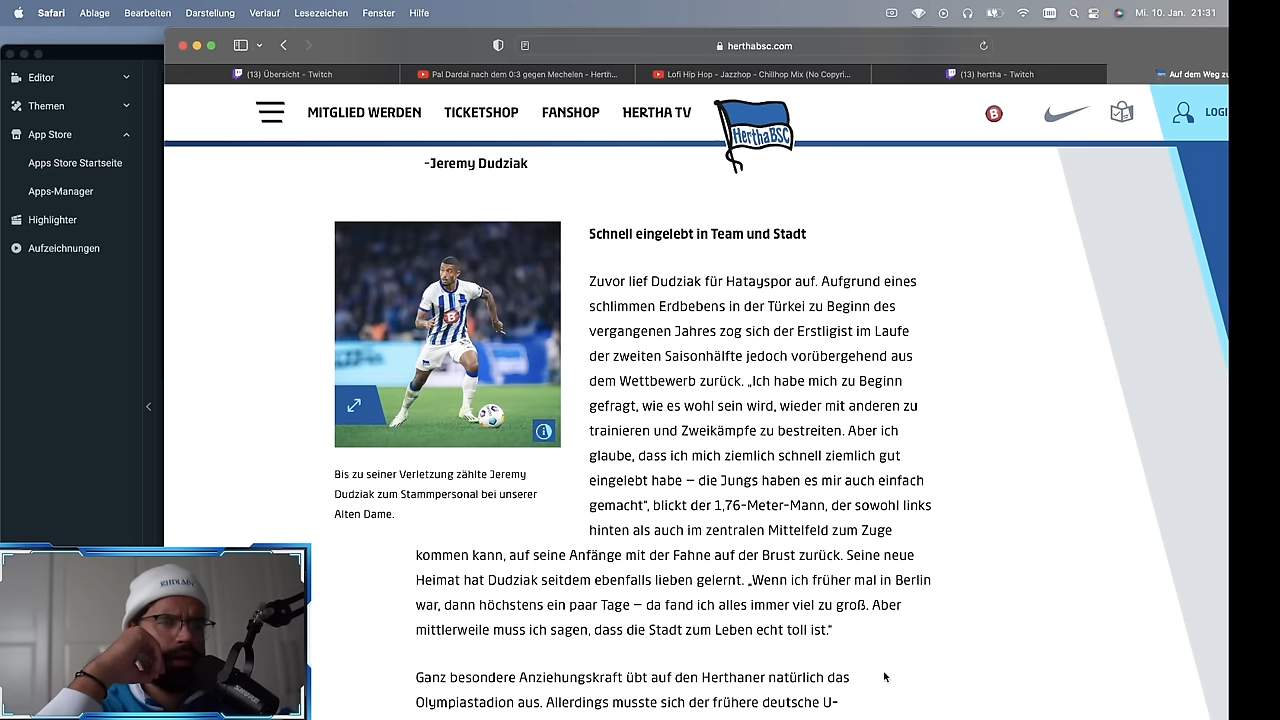 Safari Ablage Bearbeiten Darstellung Verlauf Lesezeichen Fenster Hilfe
Mi. 10. Jan. 21:31
herthabsc.com
(13) Übersicht - Twitch
Pal Dardai nach dem 0:3 gegen Mechelen - Herth...
Lofi Hip Hop - Jazzhop - Chillhop Mix (No Copyri...
(13) hertha - Twitch
Auf dem Weg zu
Editor
Themen
App Store
Apps Store Startseite
Apps-Manager
Highlighter
Aufzeichnungen
MITGLIED WERDEN TICKETSHOP FANSHOP HERTHA TV
Hertha BSC
B
LOGI
-Jeremy Dudziak
Schnell eingelebt in Team und Stadt
Zuvor lief Dudziak für Hatayspor auf. Aufgrund eines
schlimmen Erdbebens in der Türkei zu Beginn des
vergangenen Jahres zog sich der Erstligist im Laufe
der zweiten Saisonhälfte jedoch vorübergehend aus
dem Wettbewerb zurück. „Ich habe mich zu Beginn
gefragt, wie es wohl sein wird, wieder mit anderen zu
trainieren und Zweikämpfe zu bestreiten. Aber ich
glaube, dass ich mich ziemlich schnell ziemlich gut
eingelebt habe – die Jungs haben es mir auch einfach
gemacht“, blickt der 1,76-Meter-Mann, der sowohl links
hinten als auch im zentralen Mittelfeld zum Zuge
kommen kann, auf seine Anfänge mit der Fahne auf der Brust zurück. Seine neue
Heimat hat Dudziak seitdem ebenfalls lieben gelernt. „Wenn ich früher mal in Berlin
war, dann höchstens ein paar Tage – da fand ich alles immer viel zu groß. Aber
mittlerweile muss ich sagen, dass die Stadt zum Leben echt toll ist.“
Bis zu seiner Verletzung zählte Jeremy
Dudziak zum Stammpersonal bei unserer
Alten Dame.
Ganz besondere Anziehungskraft übt auf den Herthaner natürlich das
Olympiastadion aus. Allerdings musste sich der frühere deutsche U-
SHURE